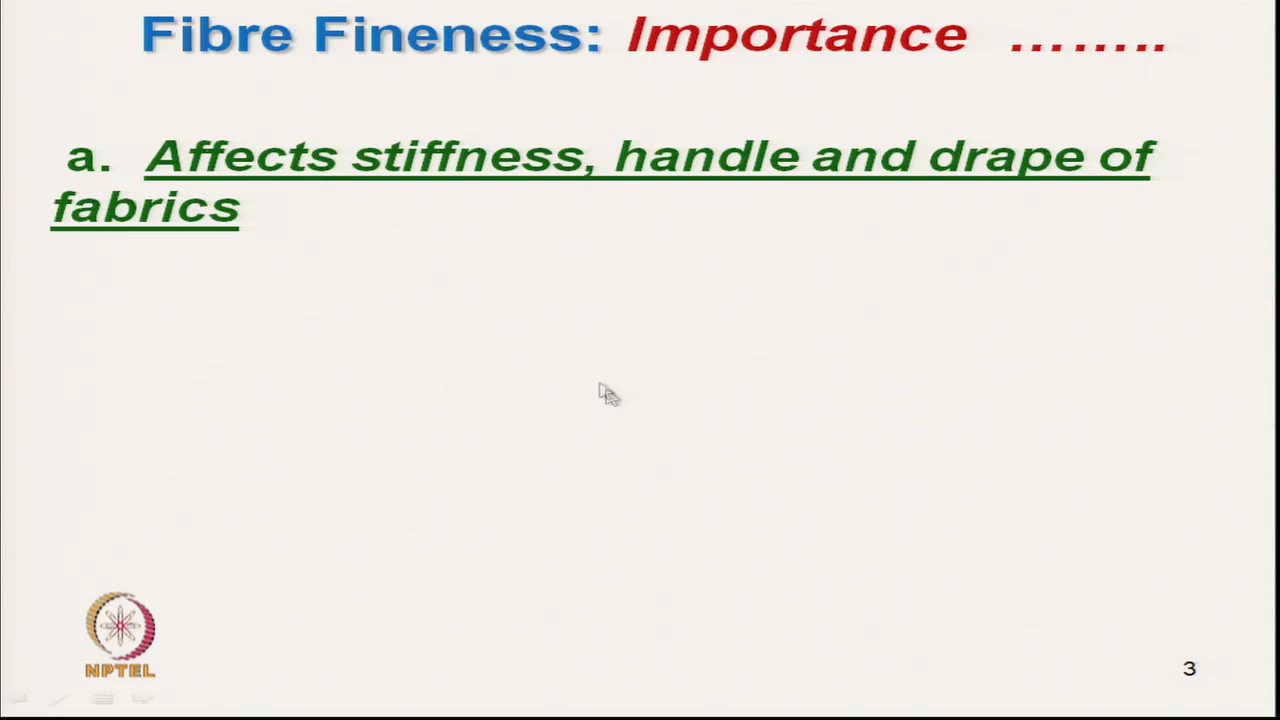 Fibre Fineness: Importance ........
a. Affects stiffness, handle and drape of
fabrics
NPTEL
3